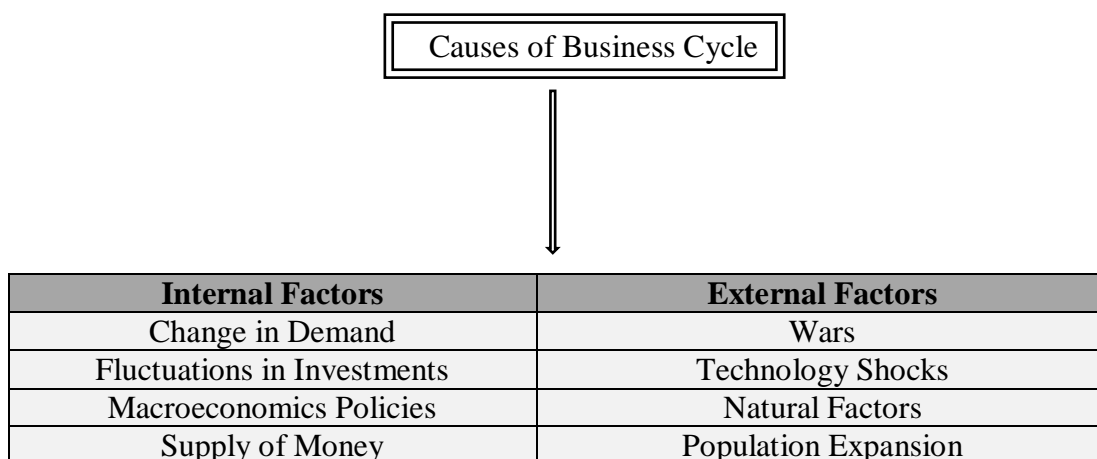 Causes of Business Cycle
Internal Factors External Factors
Change in Demand Wars
Fluctuations in Investments Technology Shocks
Macroeconomics Policies Natural Factors
Supply of Money Population Expansion